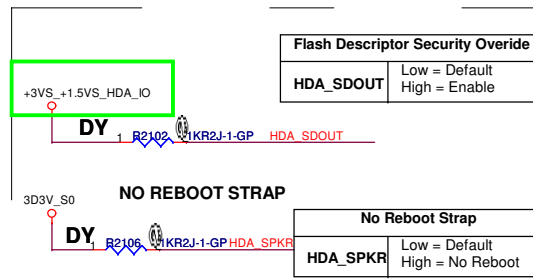 Flash Descriptor Security Overide
HDA_SDOUT
Low = Default
High = Enable
+3VS_+1.5VS_HDA_IO
DY 1 R2102 1KR2J-1-GP HDA_SDOUT
NO REBOOT STRAP
3D3V_S0
DY 1 R2106 1KR2J-1-GP HDA_SPKR
No Reboot Strap
HDA_SPKR
Low = Default
High = No Reboot